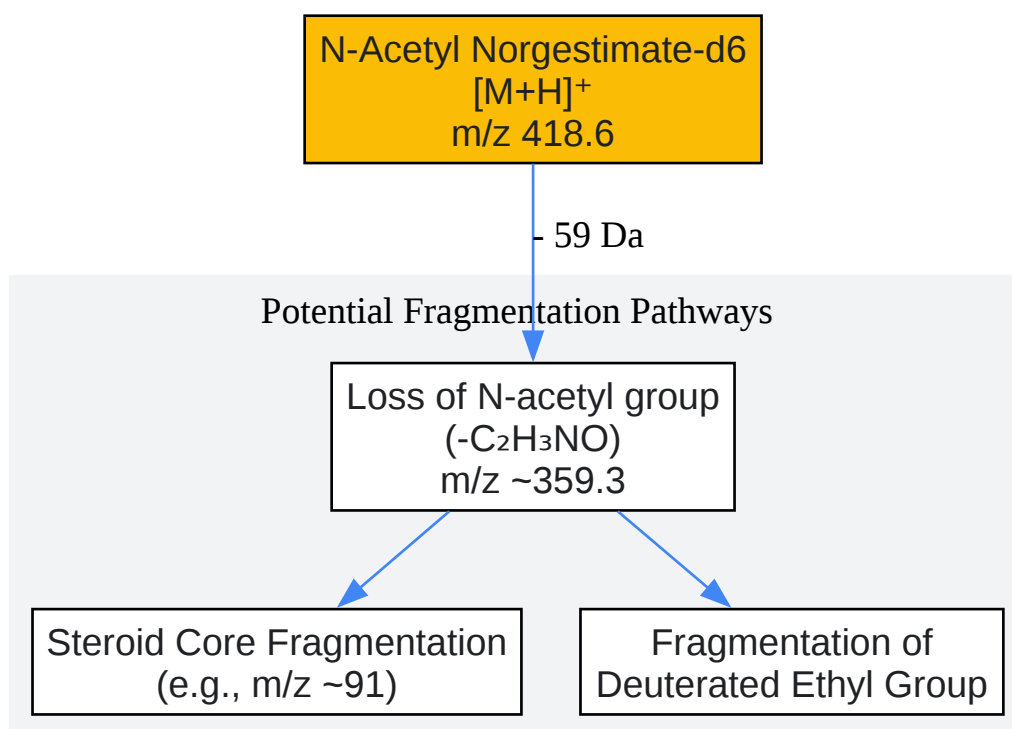 N-Acetyl Norgestimate-d6
[M+H]⁺
m/z 418.6
- 59 Da
Potential Fragmentation Pathways
Loss of N-acetyl group
(-C₂H₃NO)
m/z ~359.3
Steroid Core Fragmentation
(e.g., m/z ~91)
Fragmentation of
Deuterated Ethyl Group